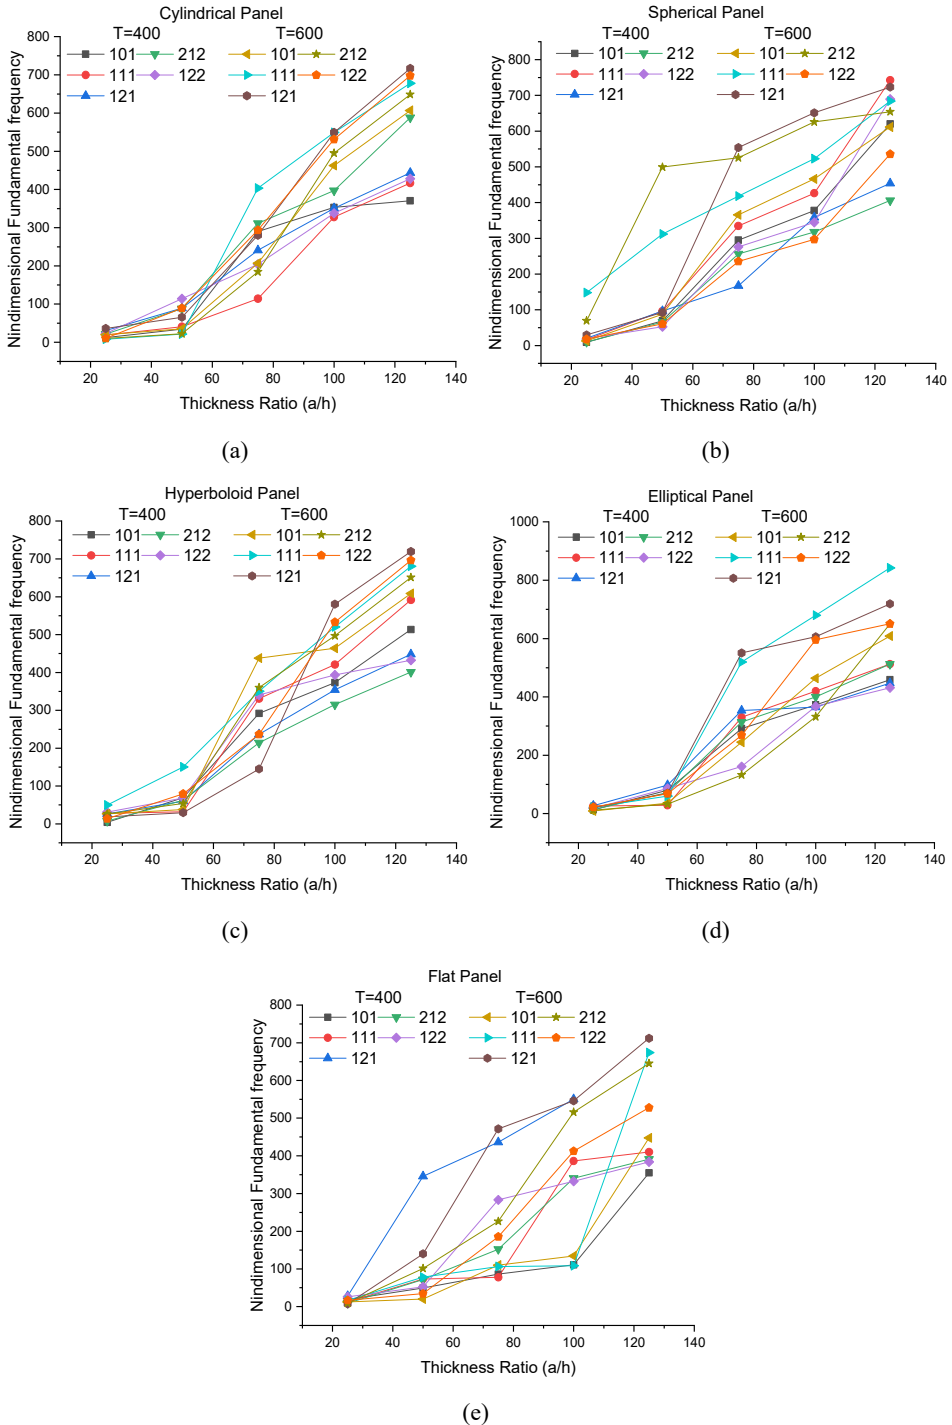 Cylindrical Panel
T=400 T=600
101 212 101 212
111 122 111 122
121 121
Nindimensional Fundamental frequency
800
700
600
500
400
300
200
100
0
20 40 60 80 100 120 140
Thickness Ratio (a/h)
(a)
Spherical Panel
T=400 T=600
101 212 101 212
111 122 111 122
121 121
Nindimensional Fundamental frequency
800
700
600
500
400
300
200
100
0
20 40 60 80 100 120 140
Thickness Ratio (a/h)
(b)
Hyperboloid Panel
T=400 T=600
101 212 101 212
111 122 111 122
121 121
Nindimensional Fundamental frequency
800
700
600
500
400
300
200
100
0
20 40 60 80 100 120 140
Thickness Ratio (a/h)
(c)
Elliptical Panel
T=400 T=600
101 212 101 212
111 122 111 122
121 121
Nindimensional Fundamental frequency
1000
800
600
400
200
0
20 40 60 80 100 120 140
Thickness Ratio (a/h)
(d)
Flat Panel
T=400 T=600
101 212 101 212
111 122 111 122
121 121
Nindimensional Fundamental frequency
800
700
600
500
400
300
200
100
0
20 40 60 80 100 120 140
Thickness Ratio (a/h)
(e)